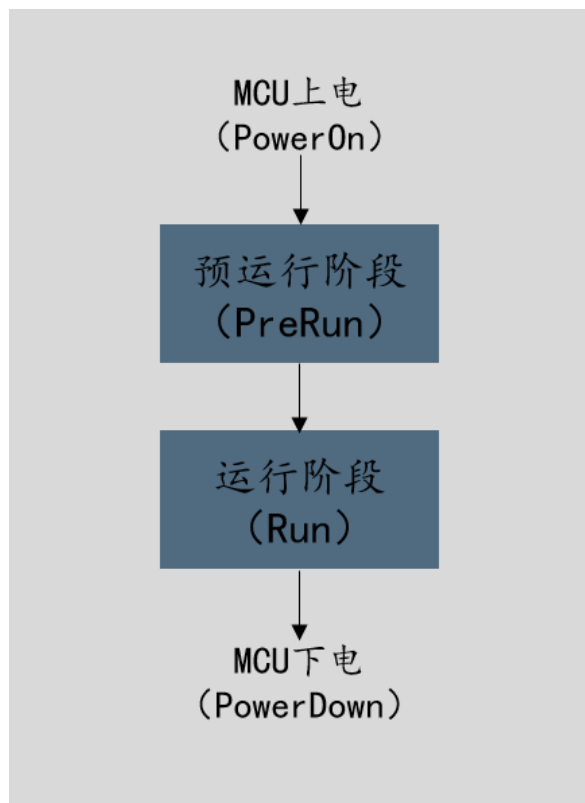 MCU上电
（PowerOn）
预运行阶段
（PreRun）
运行阶段
（Run）
MCU下电
（PowerDown）